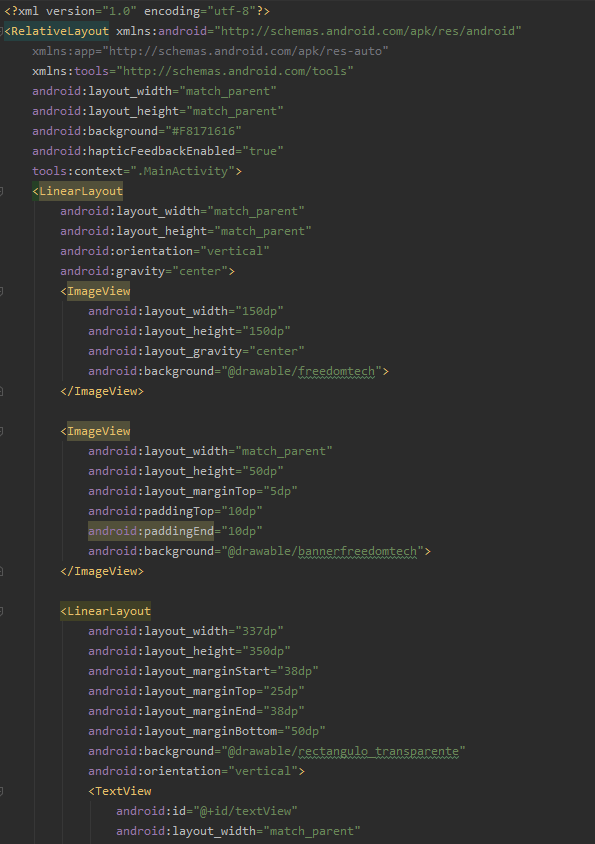 <?xml version="1.0" encoding="utf-8"?>
<RelativeLayout xmlns:android="http://schemas.android.com/apk/res/android"
    xmlns:app="http://schemas.android.com/apk/res-auto"
    xmlns:tools="http://schemas.android.com/tools"
    android:layout_width="match_parent"
    android:layout_height="match_parent"
    android:background="#F8171616"
    android:hapticFeedbackEnabled="true"
    tools:context=".MainActivity">
    <LinearLayout
        android:layout_width="match_parent"
        android:layout_height="match_parent"
        android:orientation="vertical"
        android:gravity="center">
        <ImageView
            android:layout_width="150dp"
            android:layout_height="150dp"
            android:layout_gravity="center"
            android:background="@drawable/freedomtech">
        </ImageView>

        <ImageView
            android:layout_width="match_parent"
            android:layout_height="50dp"
            android:layout_marginTop="5dp"
            android:paddingTop="10dp"
            android:paddingEnd="10dp"
            android:background="@drawable/bannerfreedomtech">
        </ImageView>

        <LinearLayout
            android:layout_width="337dp"
            android:layout_height="350dp"
            android:layout_marginStart="38dp"
            android:layout_marginTop="25dp"
            android:layout_marginEnd="38dp"
            android:layout_marginBottom="50dp"
            android:background="@drawable/rectangulo_transparente"
            android:orientation="vertical">
            <TextView
                android:id="@+id/textView"
                android:layout_width="match_parent"